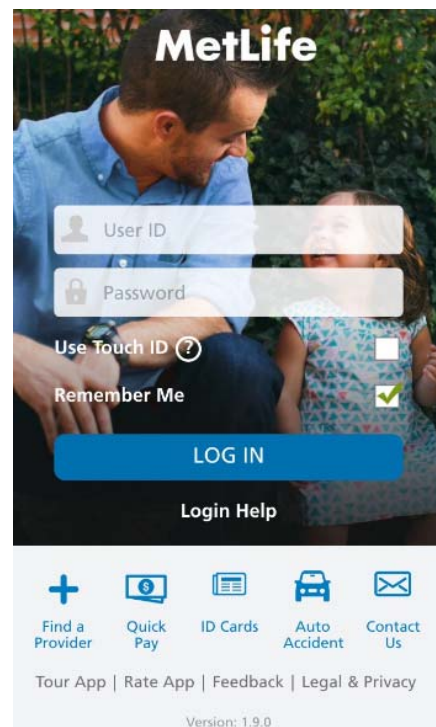 MetLife
User ID
Password
Use Touch ID ?
Remember Me
LOG IN
Login Help
Find a Provider
Quick Pay
ID Cards
Auto Accident
Contact Us
Tour App | Rate App | Feedback | Legal & Privacy
Version: 1.9.0